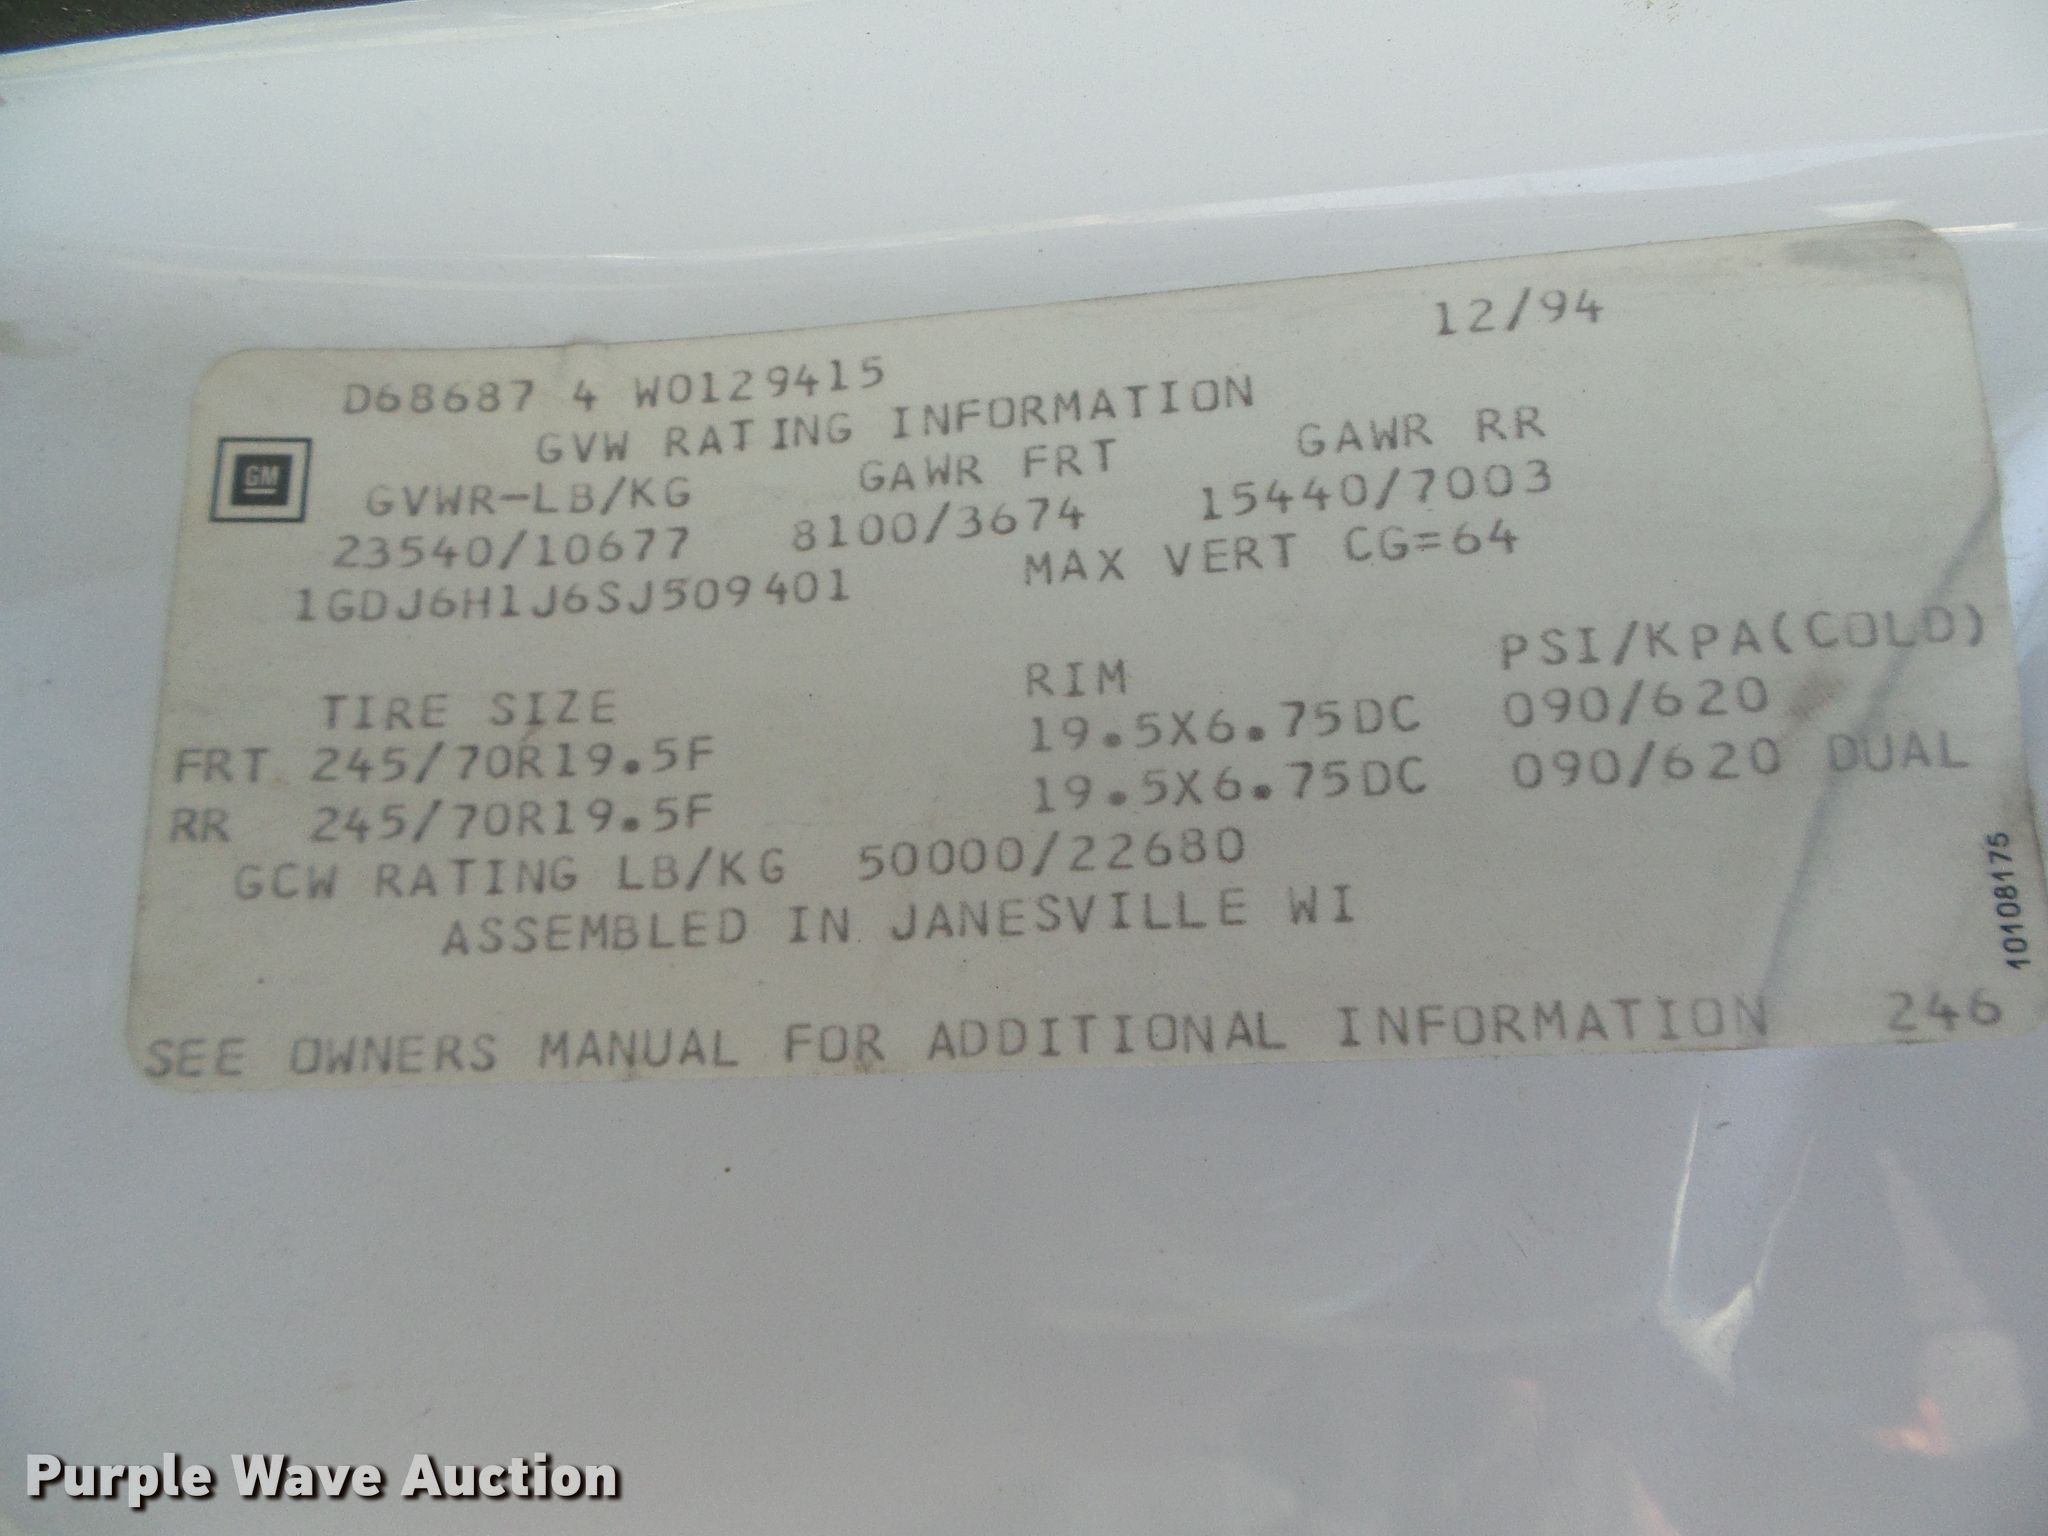 12/94
D68687 4 W0129415
GVW RATING INFORMATION
GM
GVWR-LB/KG GAWR FRT GAWR RR
23540/10677 8100/3674 15440/7003
1GDJ6H1J6SJ509401 MAX VERT CG=64
TIRE SIZE RIM PSI/KPA(COLD)
FRT 245/70R19.5F 19.5X6.75DC 090/620
RR 245/70R19.5F 19.5X6.75DC 090/620 DUAL
GCW RATING LB/KG 50000/22680
ASSEMBLED IN JANESVILLE WI
10108175
SEE OWNERS MANUAL FOR ADDITIONAL INFORMATION 246
Purple Wave Auction